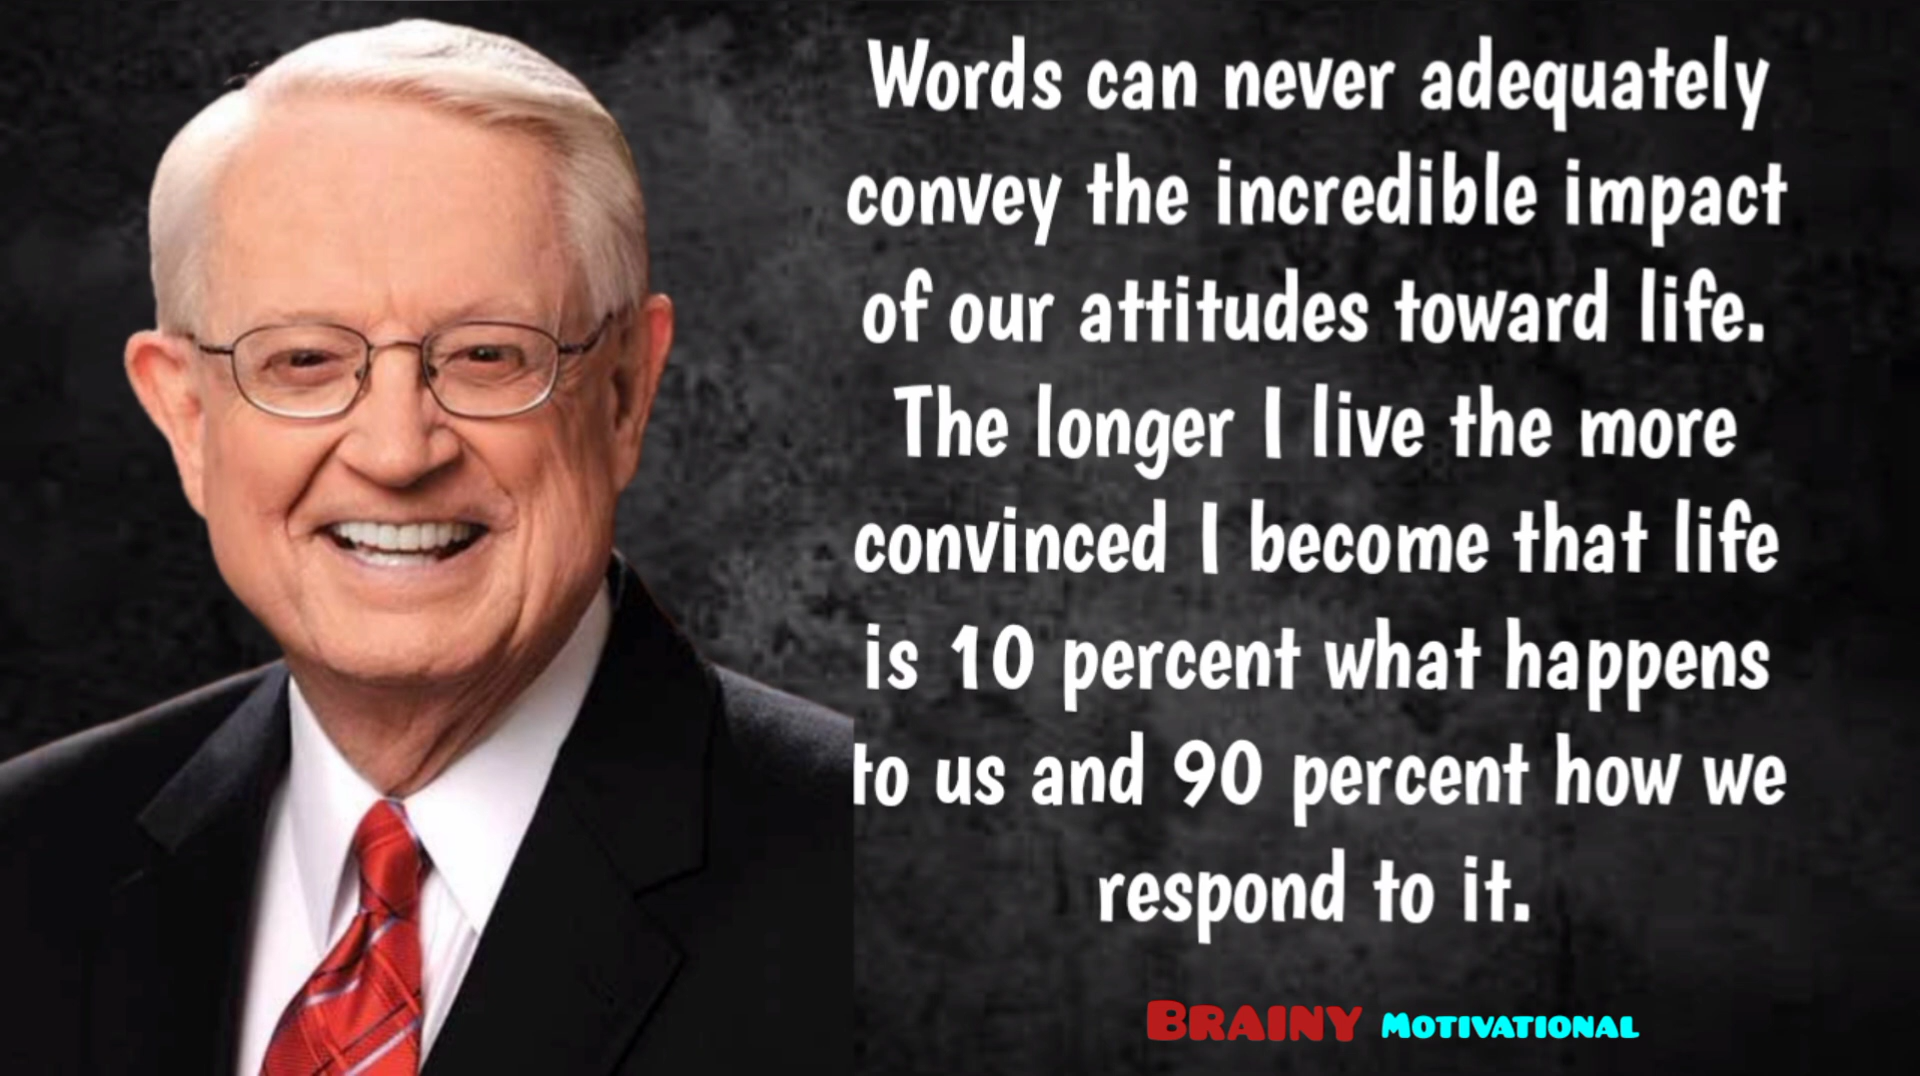 Words can never adequately
convey the incredible impact
of our attitudes toward life.
The longer I live the more
convinced I become that life
is 10 percent what happens
to us and 90 percent how we
respond to it.
BRAINY MOTIVATIONAL